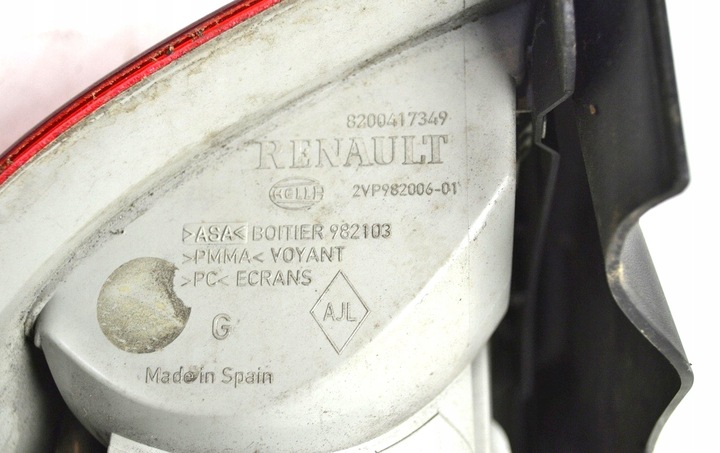 8200417349
RENAULT
HELLA 2VP982006-01
>ASA< BOITIER 982103
>PMMA< VOYANT
>PC< ECRANS
G
AJL
Made in Spain